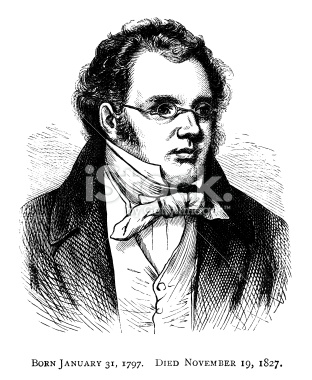 iStock.
BORN JANUARY 31, 1797. DIED NOVEMBER 19, 1827.